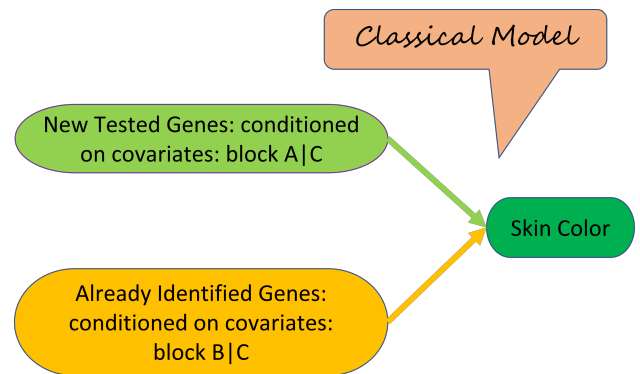 Classical Model
New Tested Genes: conditioned
on covariates: block A|C
Skin Color
Already Identified Genes:
conditioned on covariates:
block B|C